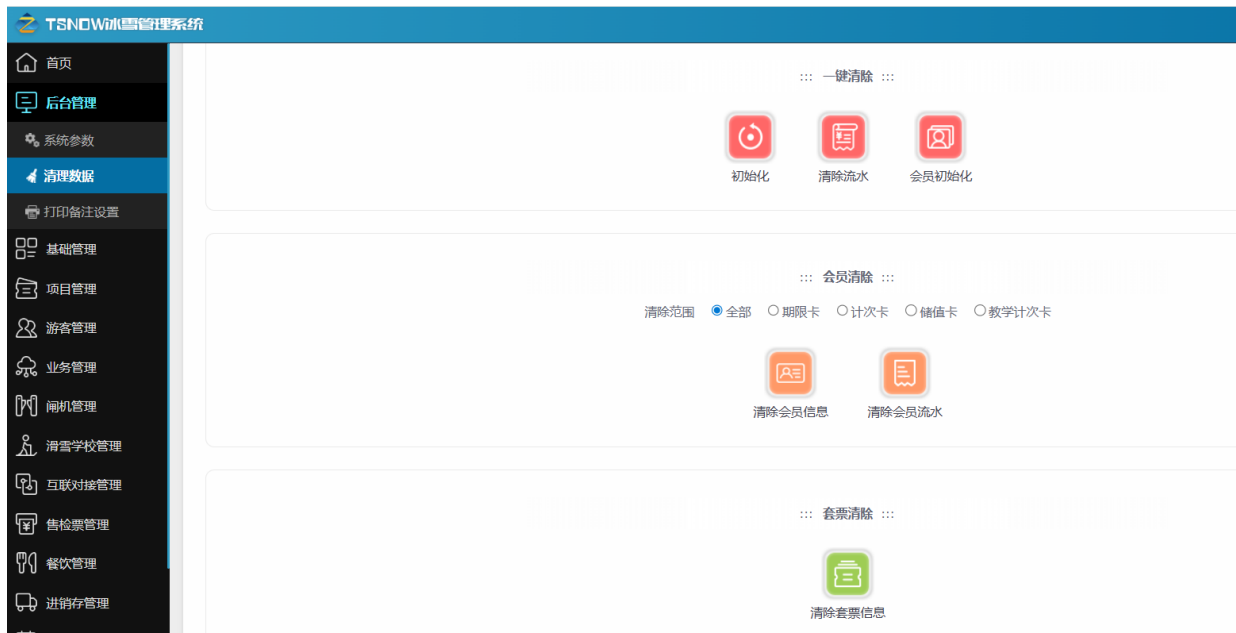 TSNOW冰雪管理系统
首页
后台管理
系统参数
清理数据
打印备注设置
基础管理
项目管理
游客管理
业务管理
闸机管理
滑雪学校管理
互联对接管理
售检票管理
餐饮管理
进销存管理
::: 一键清除 :::
初始化 清除流水 会员初始化
::: 会员清除 :::
清除范围 全部 期限卡 计次卡 储值卡 教学计次卡
清除会员信息 清除会员流水
::: 套票清除 :::
清除套票信息